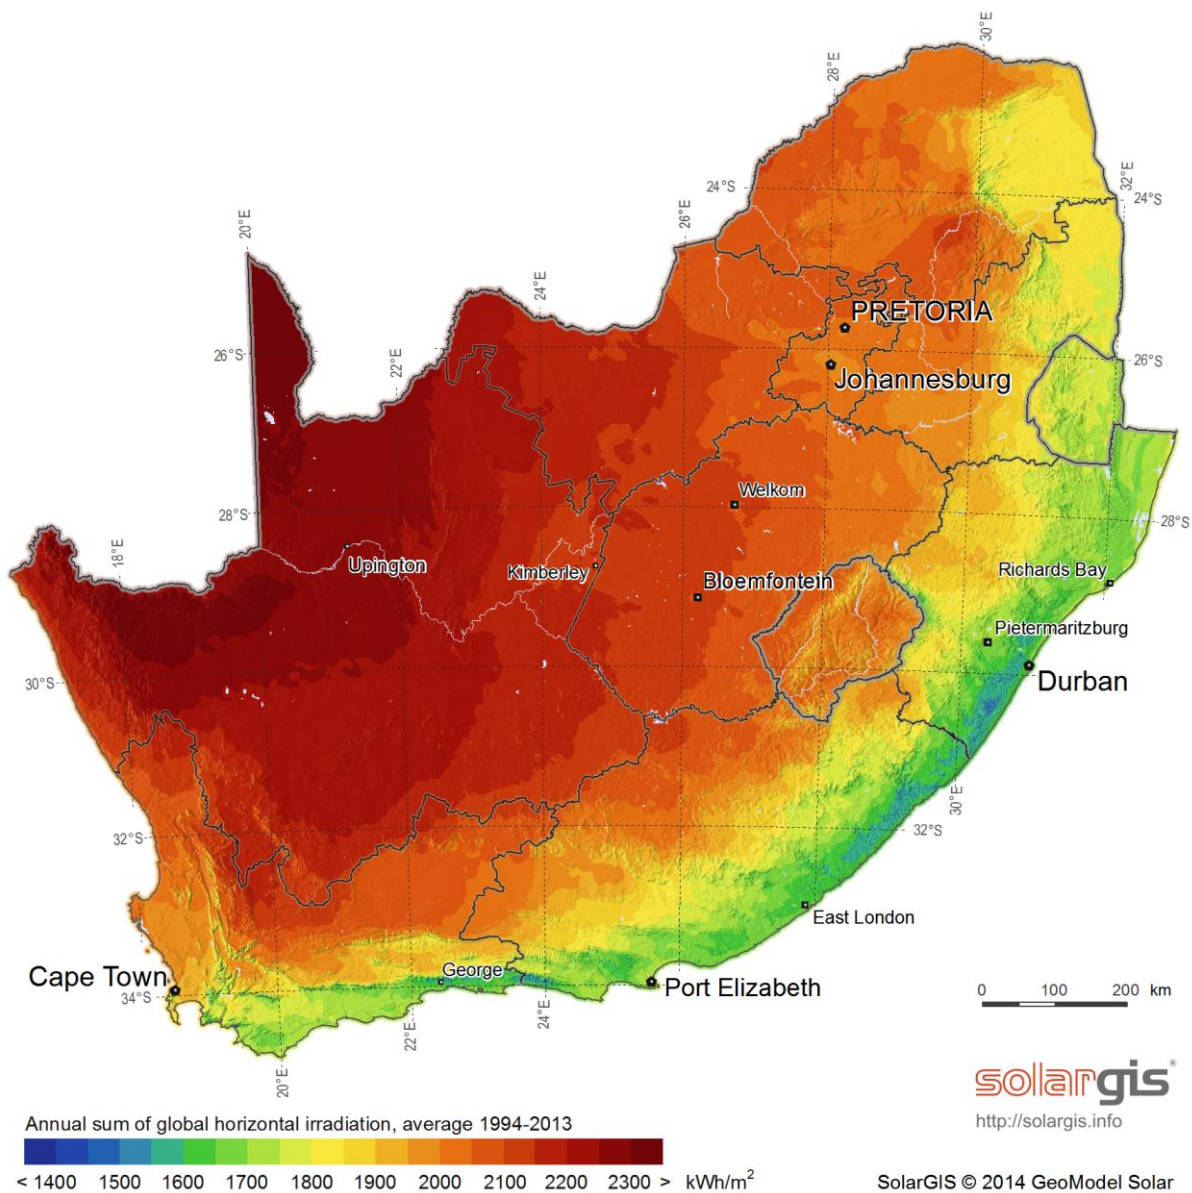 30°E
28°E
32°E
24°S
24°S
26°E
20°E
24°E
PRETORIA
26°S
22°E
26°S
Johannesburg
Welkom
28°S
28°S
18°E
Upington
Kimberley
Bloemfontein
Richards Bay
Pietermaritzburg
30°S
Durban
30°E
32°S
32°S
East London
George
Cape Town
Port Elizabeth
34°S
22°E
24°E
20°E
0 100 200 km
solargis®
http://solargis.info
Annual sum of global horizontal irradiation, average 1994-2013
< 1400 1500 1600 1700 1800 1900 2000 2100 2200 2300 > kWh/m²
SolarGIS © 2014 GeoModel Solar